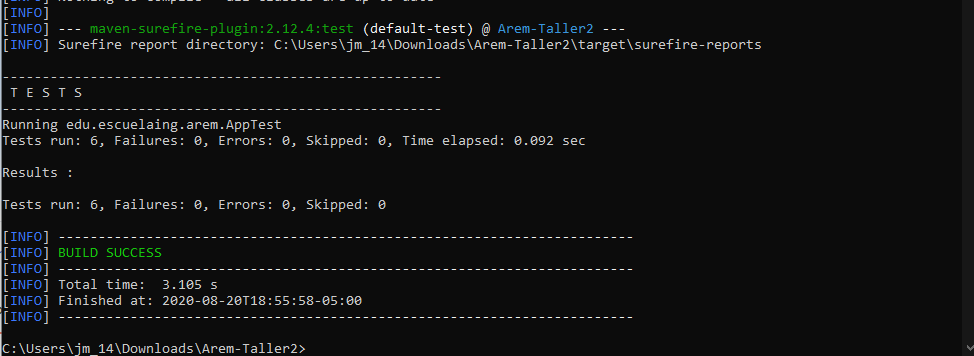 [INFO] Nothing to compile - all classes are up to date
[INFO]
[INFO] --- maven-surefire-plugin:2.12.4:test (default-test) @ Arem-Taller2 ---
[INFO] Surefire report directory: C:\Users\jm_14\Downloads\Arem-Taller2\target\surefire-reports
-------------------------------------------------------
T E S T S
-------------------------------------------------------
Running edu.escuelaing.arem.AppTest
Tests run: 6, Failures: 0, Errors: 0, Skipped: 0, Time elapsed: 0.092 sec
Results :
Tests run: 6, Failures: 0, Errors: 0, Skipped: 0
[INFO] ------------------------------------------------------------------------
[INFO] BUILD SUCCESS
[INFO] ------------------------------------------------------------------------
[INFO] Total time:  3.105 s
[INFO] Finished at: 2020-08-20T18:55:58-05:00
[INFO] ------------------------------------------------------------------------
C:\Users\jm_14\Downloads\Arem-Taller2>